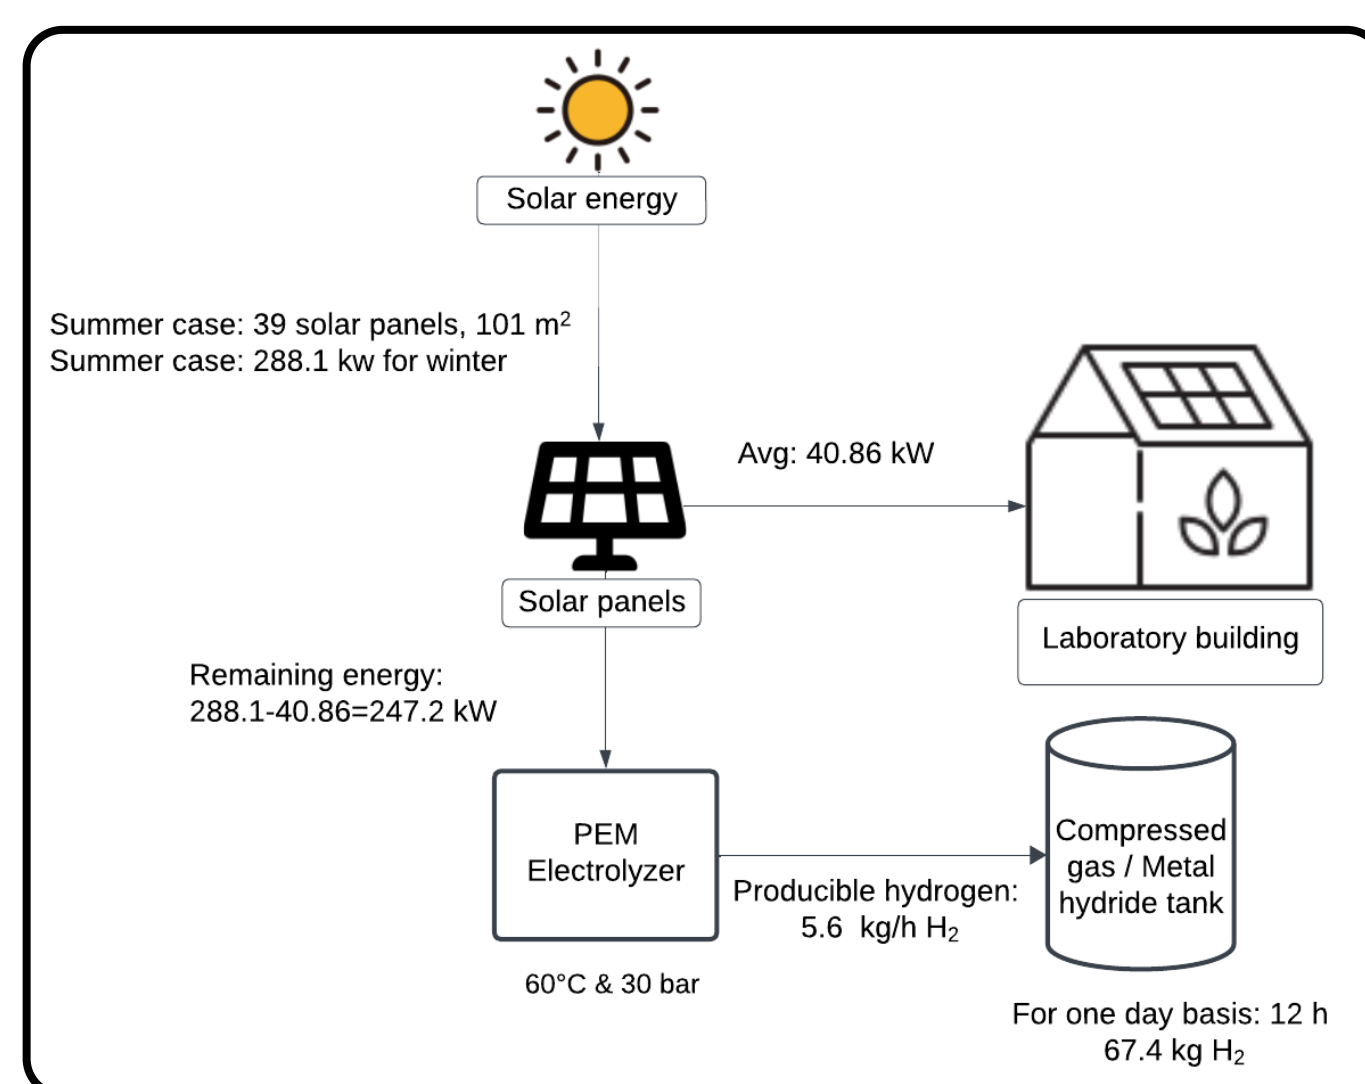 Solar energy
Summer case: 39 solar panels, 101 m²
Summer case: 288.1 kw for winter
Avg: 40.86 kW
Solar panels
Laboratory building
Remaining energy:
288.1-40.86=247.2 kW
PEM
Electrolyzer
Compressed
gas / Metal
hydride tank
Producible hydrogen:
5.6 kg/h H₂
60°C & 30 bar
For one day basis: 12 h
67.4 kg H₂